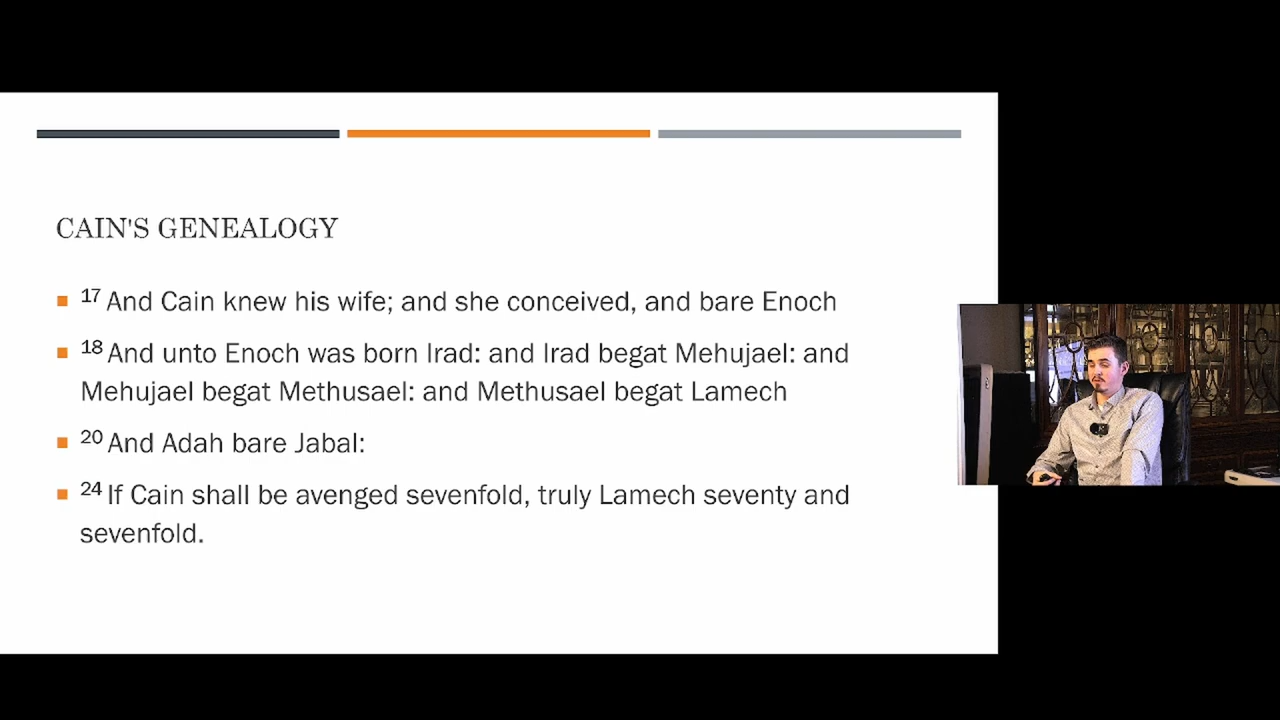 CAIN'S GENEALOGY
17 And Cain knew his wife; and she conceived, and bare Enoch
18 And unto Enoch was born Irad: and Irad begat Mehujael: and
Mehujael begat Methusael: and Methusael begat Lamech
20 And Adah bare Jabal:
24 If Cain shall be avenged sevenfold, truly Lamech seventy and
sevenfold.